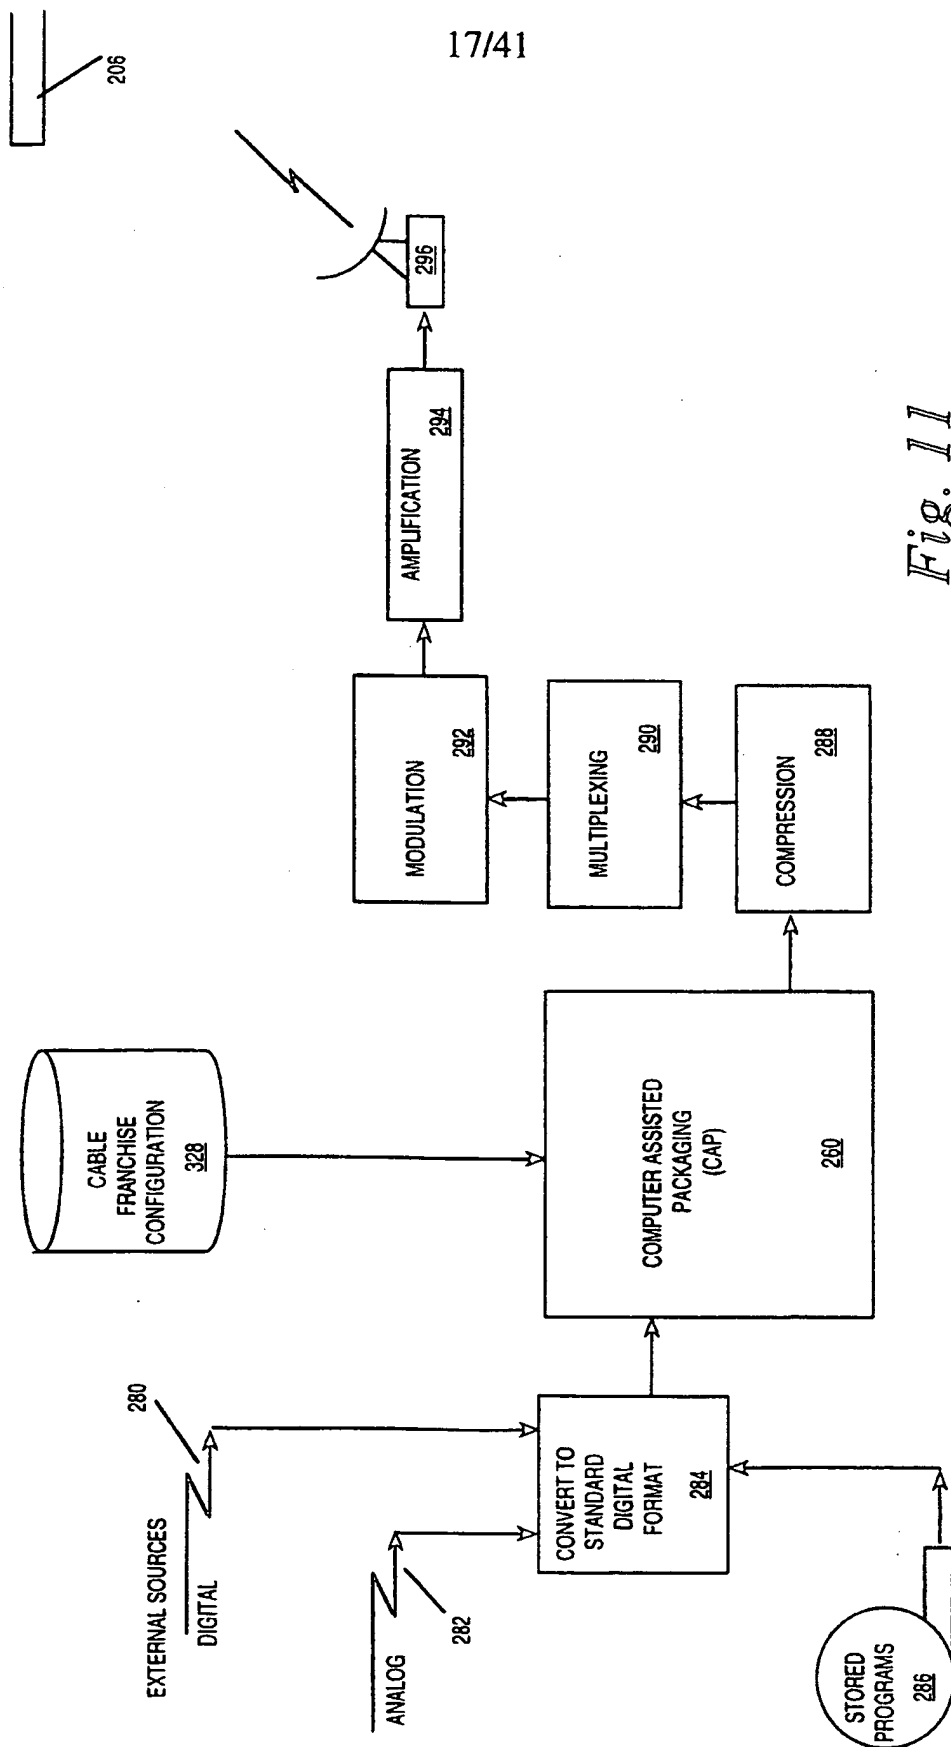 17/41
206
296
AMPLIFICATION
294
MODULATION
292
MULTIPLEXING
290
COMPRESSION
288
CABLE
FRANCHISE
CONFIGURATION
328
COMPUTER ASSISTED
PACKAGING
(CAP)
260
EXTERNAL SOURCES
DIGITAL
280
ANALOG
282
CONVERT TO
STANDARD
DIGITAL
FORMAT
284
STORED
PROGRAMS
286
Fig. 11